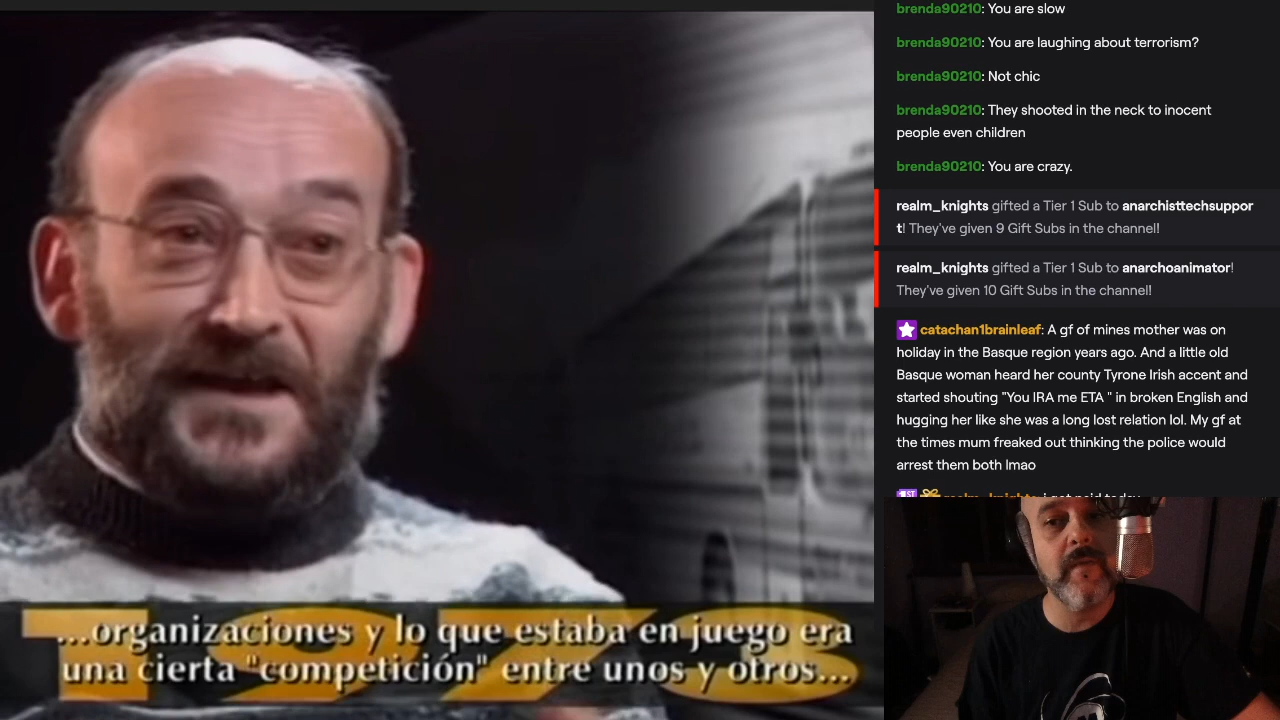 brenda90210: You are slow
brenda90210: You are laughing about terrorism?
brenda90210: Not chic
brenda90210: They shooted in the neck to inocent
people even children
brenda90210: You are crazy.
realm_knights gifted a Tier 1 Sub to anarchisttechsuppor
t! They've given 9 Gift Subs in the channel!
realm_knights gifted a Tier 1 Sub to anarchoanimator!
They've given 10 Gift Subs in the channel!
catachan1brainleaf: A gf of mines mother was on
holiday in the Basque region years ago. And a little old
Basque woman heard her county Tyrone Irish accent and
started shouting "You IRA me ETA " in broken English and
hugging her like she was a long lost relation lol. My gf at
the times mum freaked out thinking the police would
arrest them both lmao
realm_knights: i get paid today
1976
...organizaciones y lo que estaba en juego era
una cierta "competición" entre unos y otros...